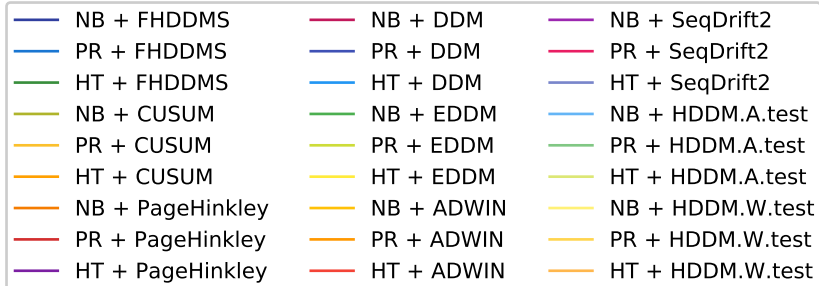 NB + FHDDMS
PR + FHDDMS
HT + FHDDMS
NB + CUSUM
PR + CUSUM
HT + CUSUM
NB + PageHinkley
PR + PageHinkley
HT + PageHinkley
NB + DDM
PR + DDM
HT + DDM
NB + EDDM
PR + EDDM
HT + EDDM
NB + ADWIN
PR + ADWIN
HT + ADWIN
NB + SeqDrift2
PR + SeqDrift2
HT + SeqDrift2
NB + HDDM.A.test
PR + HDDM.A.test
HT + HDDM.A.test
NB + HDDM.W.test
PR + HDDM.W.test
HT + HDDM.W.test